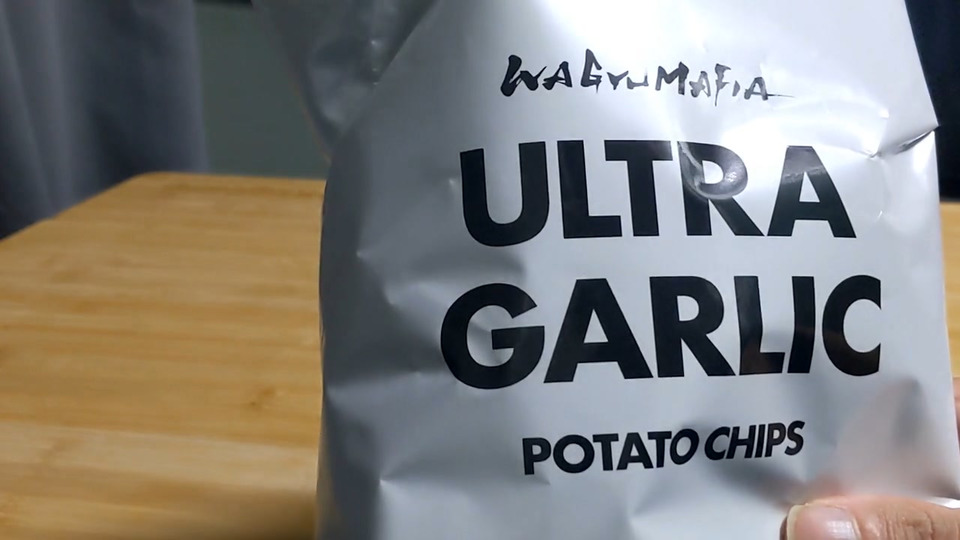 WAGYUMAFIA
ULTRA
GARLIC
POTATO CHIPS